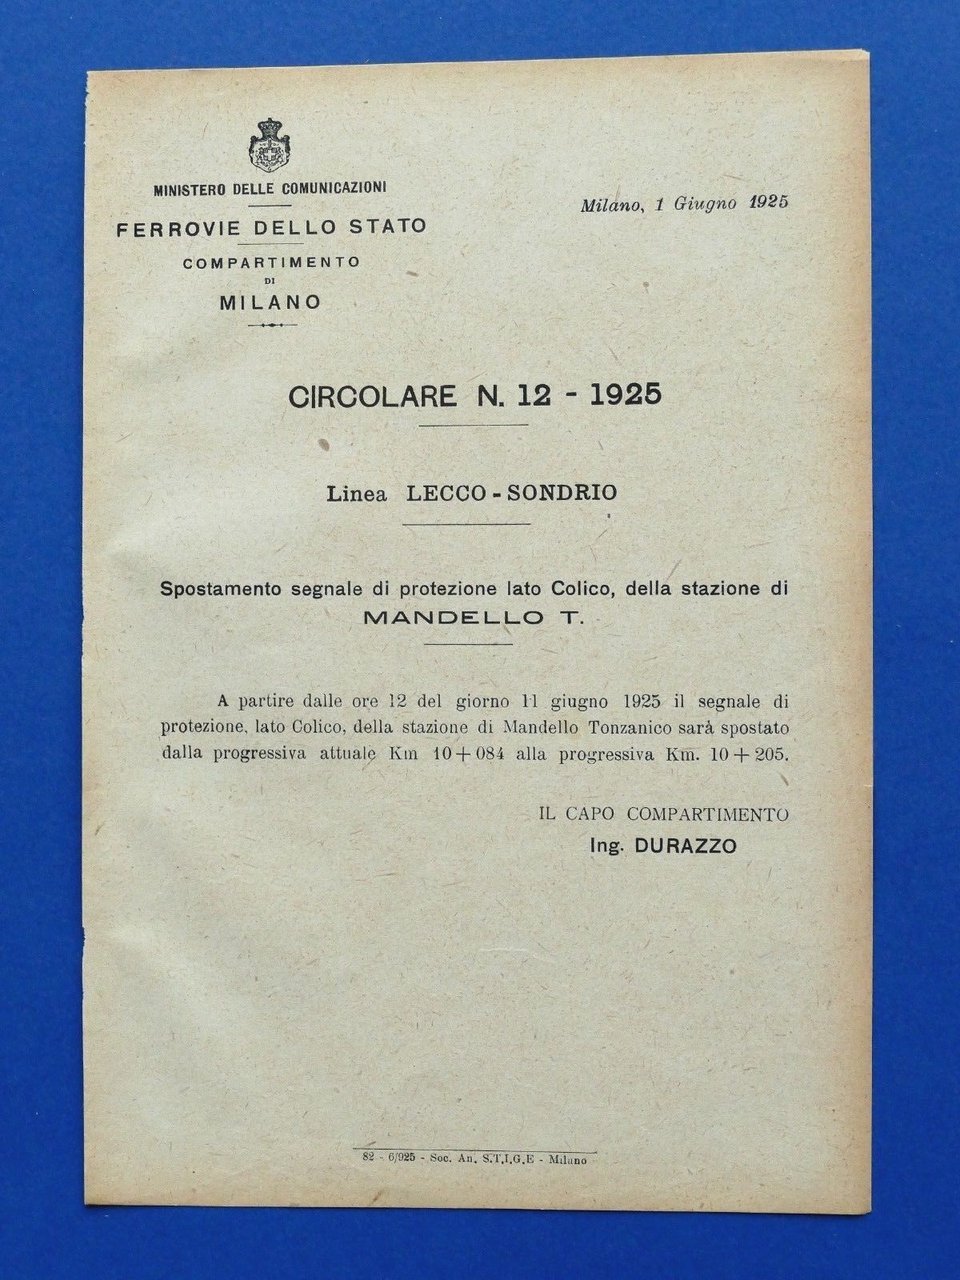 MINISTERO DELLE COMUNICAZIONI
FERROVIE DELLO STATO
COMPARTIMENTO
DI
MILANO
Milano, 1 Giugno 1925
CIRCOLARE N. 12 - 1925
Linea LECCO - SONDRIO
Spostamento segnale di protezione lato Colico, della stazione di
MANDELLO T.
A partire dalle ore 12 del giorno 11 giugno 1925 il segnale di
protezione, lato Colico, della stazione di Mandello Tonzanico sarà spostato
dalla progressiva attuale Km 10+084 alla progressiva Km. 10+205.
IL CAPO COMPARTIMENTO
Ing. DURAZZO
82 - 6/925 - Soc. An. S.T.I.G.E - Milano